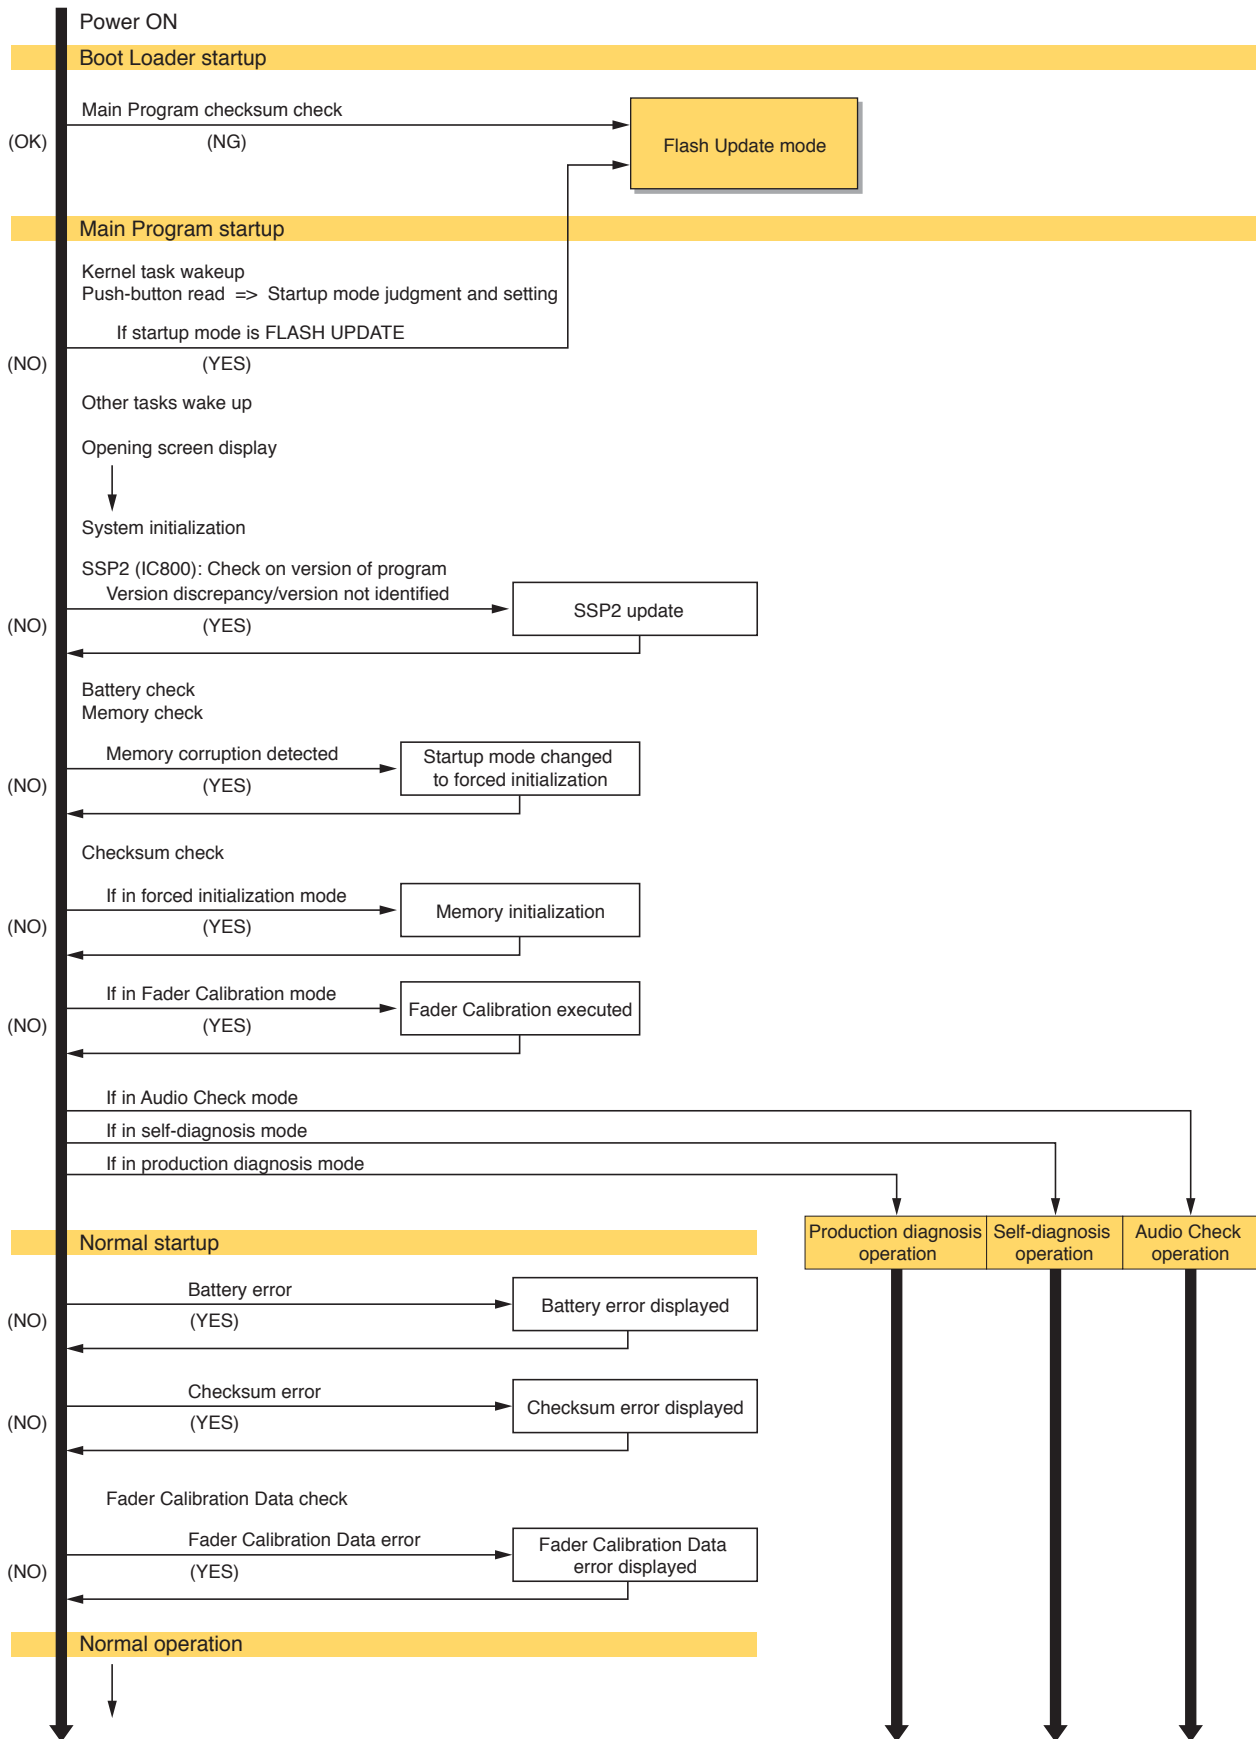 Power ON
Boot Loader startup
Main Program checksum check
(OK)
(NG)
Flash Update mode
Main Program startup
Kernel task wakeup
Push-button read => Startup mode judgment and setting
If startup mode is FLASH UPDATE
(NO)
(YES)
Other tasks wake up
Opening screen display
System initialization
SSP2 (IC800): Check on version of program
Version discrepancy/version not identified
SSP2 update
(NO)
(YES)
Battery check
Memory check
Memory corruption detected
Startup mode changed
to forced initialization
(NO)
(YES)
Checksum check
If in forced initialization mode
Memory initialization
(NO)
(YES)
If in Fader Calibration mode
Fader Calibration executed
(NO)
(YES)
If in Audio Check mode
If in self-diagnosis mode
If in production diagnosis mode
Production diagnosis
operation
Self-diagnosis
operation
Audio Check
operation
Normal startup
Battery error
Battery error displayed
(NO)
(YES)
Checksum error
Checksum error displayed
(NO)
(YES)
Fader Calibration Data check
Fader Calibration Data error
Fader Calibration Data
error displayed
(NO)
(YES)
Normal operation